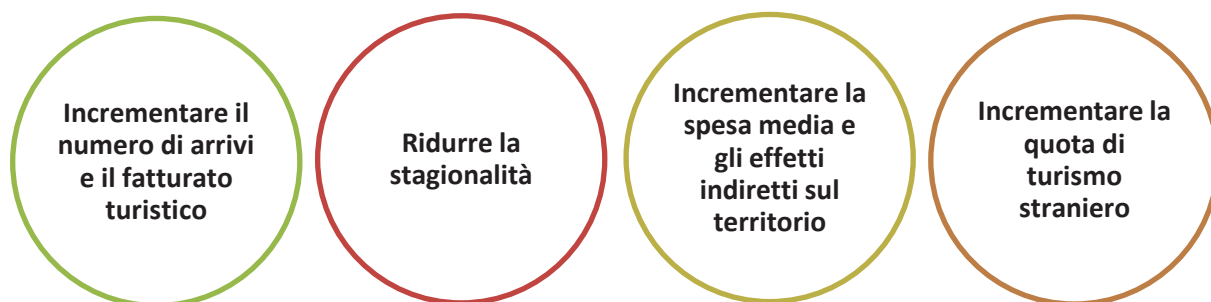 Incrementare il
numero di arrivi
e il fatturato
turistico
Ridurre la
stagionalità
Incrementare la
spesa media e
gli effetti
indiretti sul
territorio
Incrementare la
quota di
turismo
straniero